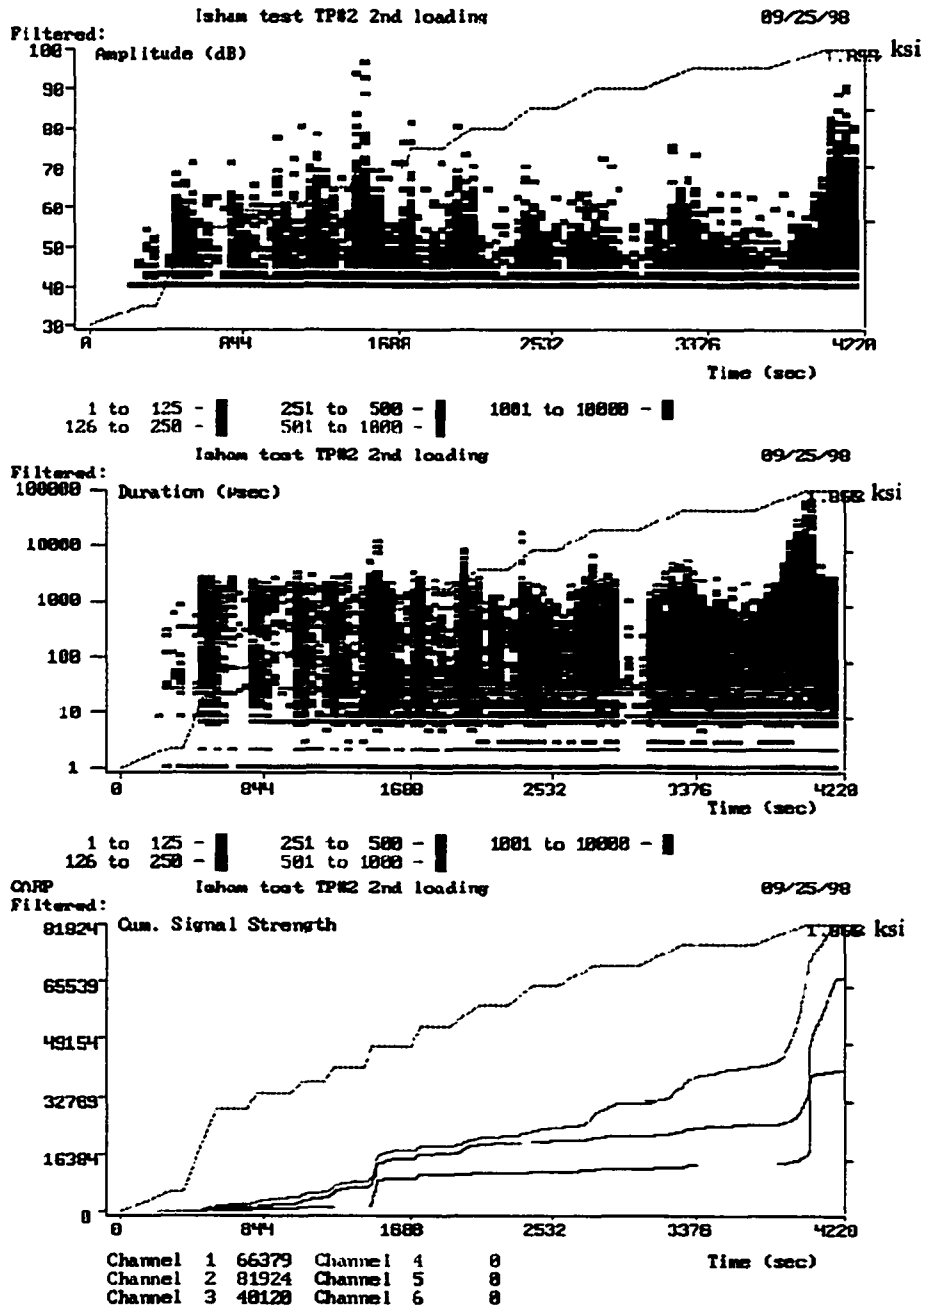 Isham test TP#2 2nd loading 09/25/98
Filtered:
Amplitude (dB)
ksi
100
90
80
70
60
50
40
30
0 844 1688 2532 3376 4220
Time (sec)
1 to 125 - 251 to 500 - 1001 to 10000 -
126 to 250 - 501 to 1000 -
Isham test TP#2 2nd loading 09/25/98
Filtered:
Duration (µsec)
ksi
100000
10000
1000
100
10
1
0 844 1688 2532 3376 4220
Time (sec)
1 to 125 - 251 to 500 - 1001 to 10000 -
126 to 250 - 501 to 1000 -
CARP Isham test TP#2 2nd loading 09/25/98
Filtered:
Cum. Signal Strength
ksi
81924
65539
49154
32769
16384
0
0 844 1688 2532 3376 4220
Time (sec)
Channel 1 66379 Channel 4 0
Channel 2 81924 Channel 5 0
Channel 3 40120 Channel 6 0